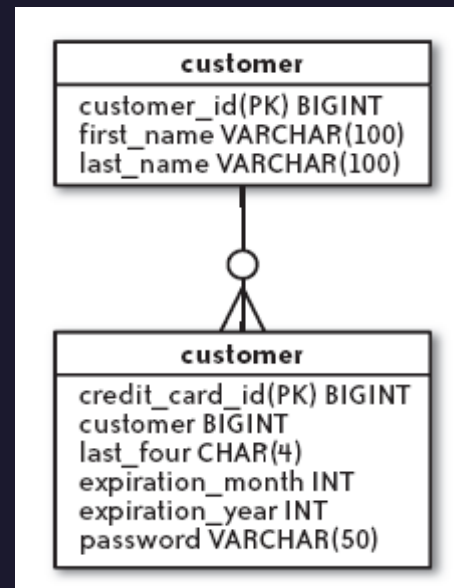 customer
customer_id(PK) BIGINT
first_name VARCHAR(100)
last_name VARCHAR(100)
customer
credit_card_id(PK) BIGINT
customer BIGINT
last_four CHAR(4)
expiration_month INT
expiration_year INT
password VARCHAR(50)